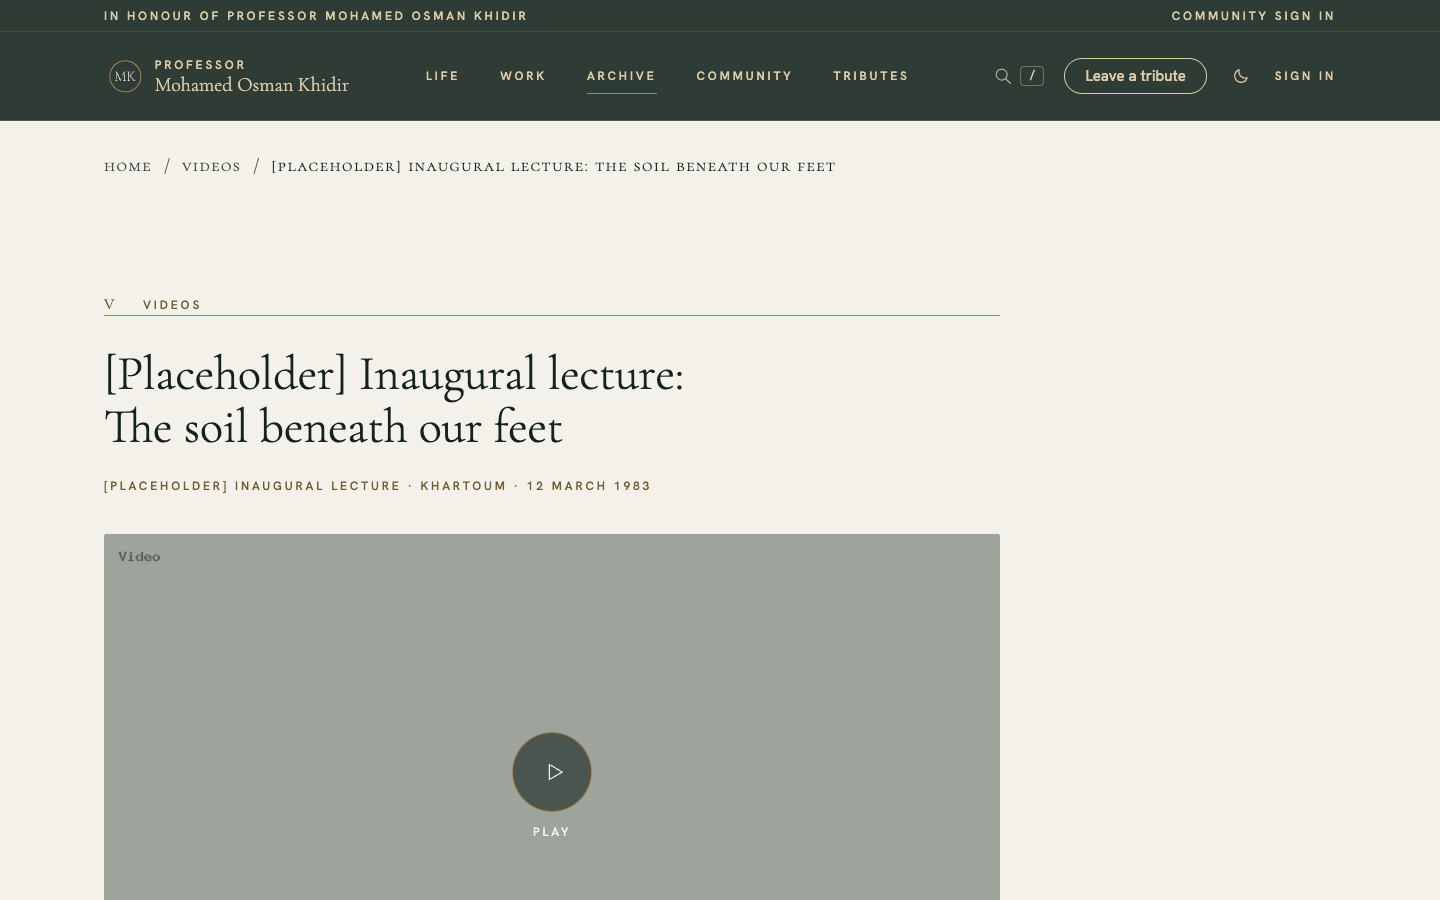 IN HONOUR OF PROFESSOR MOHAMED OSMAN KHIDIR
COMMUNITY SIGN IN
MK
PROFESSOR
Mohamed Osman Khidir
LIFE
WORK
ARCHIVE
COMMUNITY
TRIBUTES
/
Leave a tribute
SIGN IN
HOME / VIDEOS / [PLACEHOLDER] INAUGURAL LECTURE: THE SOIL BENEATH OUR FEET
V VIDEOS
[Placeholder] Inaugural lecture:
The soil beneath our feet
[PLACEHOLDER] INAUGURAL LECTURE · KHARTOUM · 12 MARCH 1983
Video
PLAY